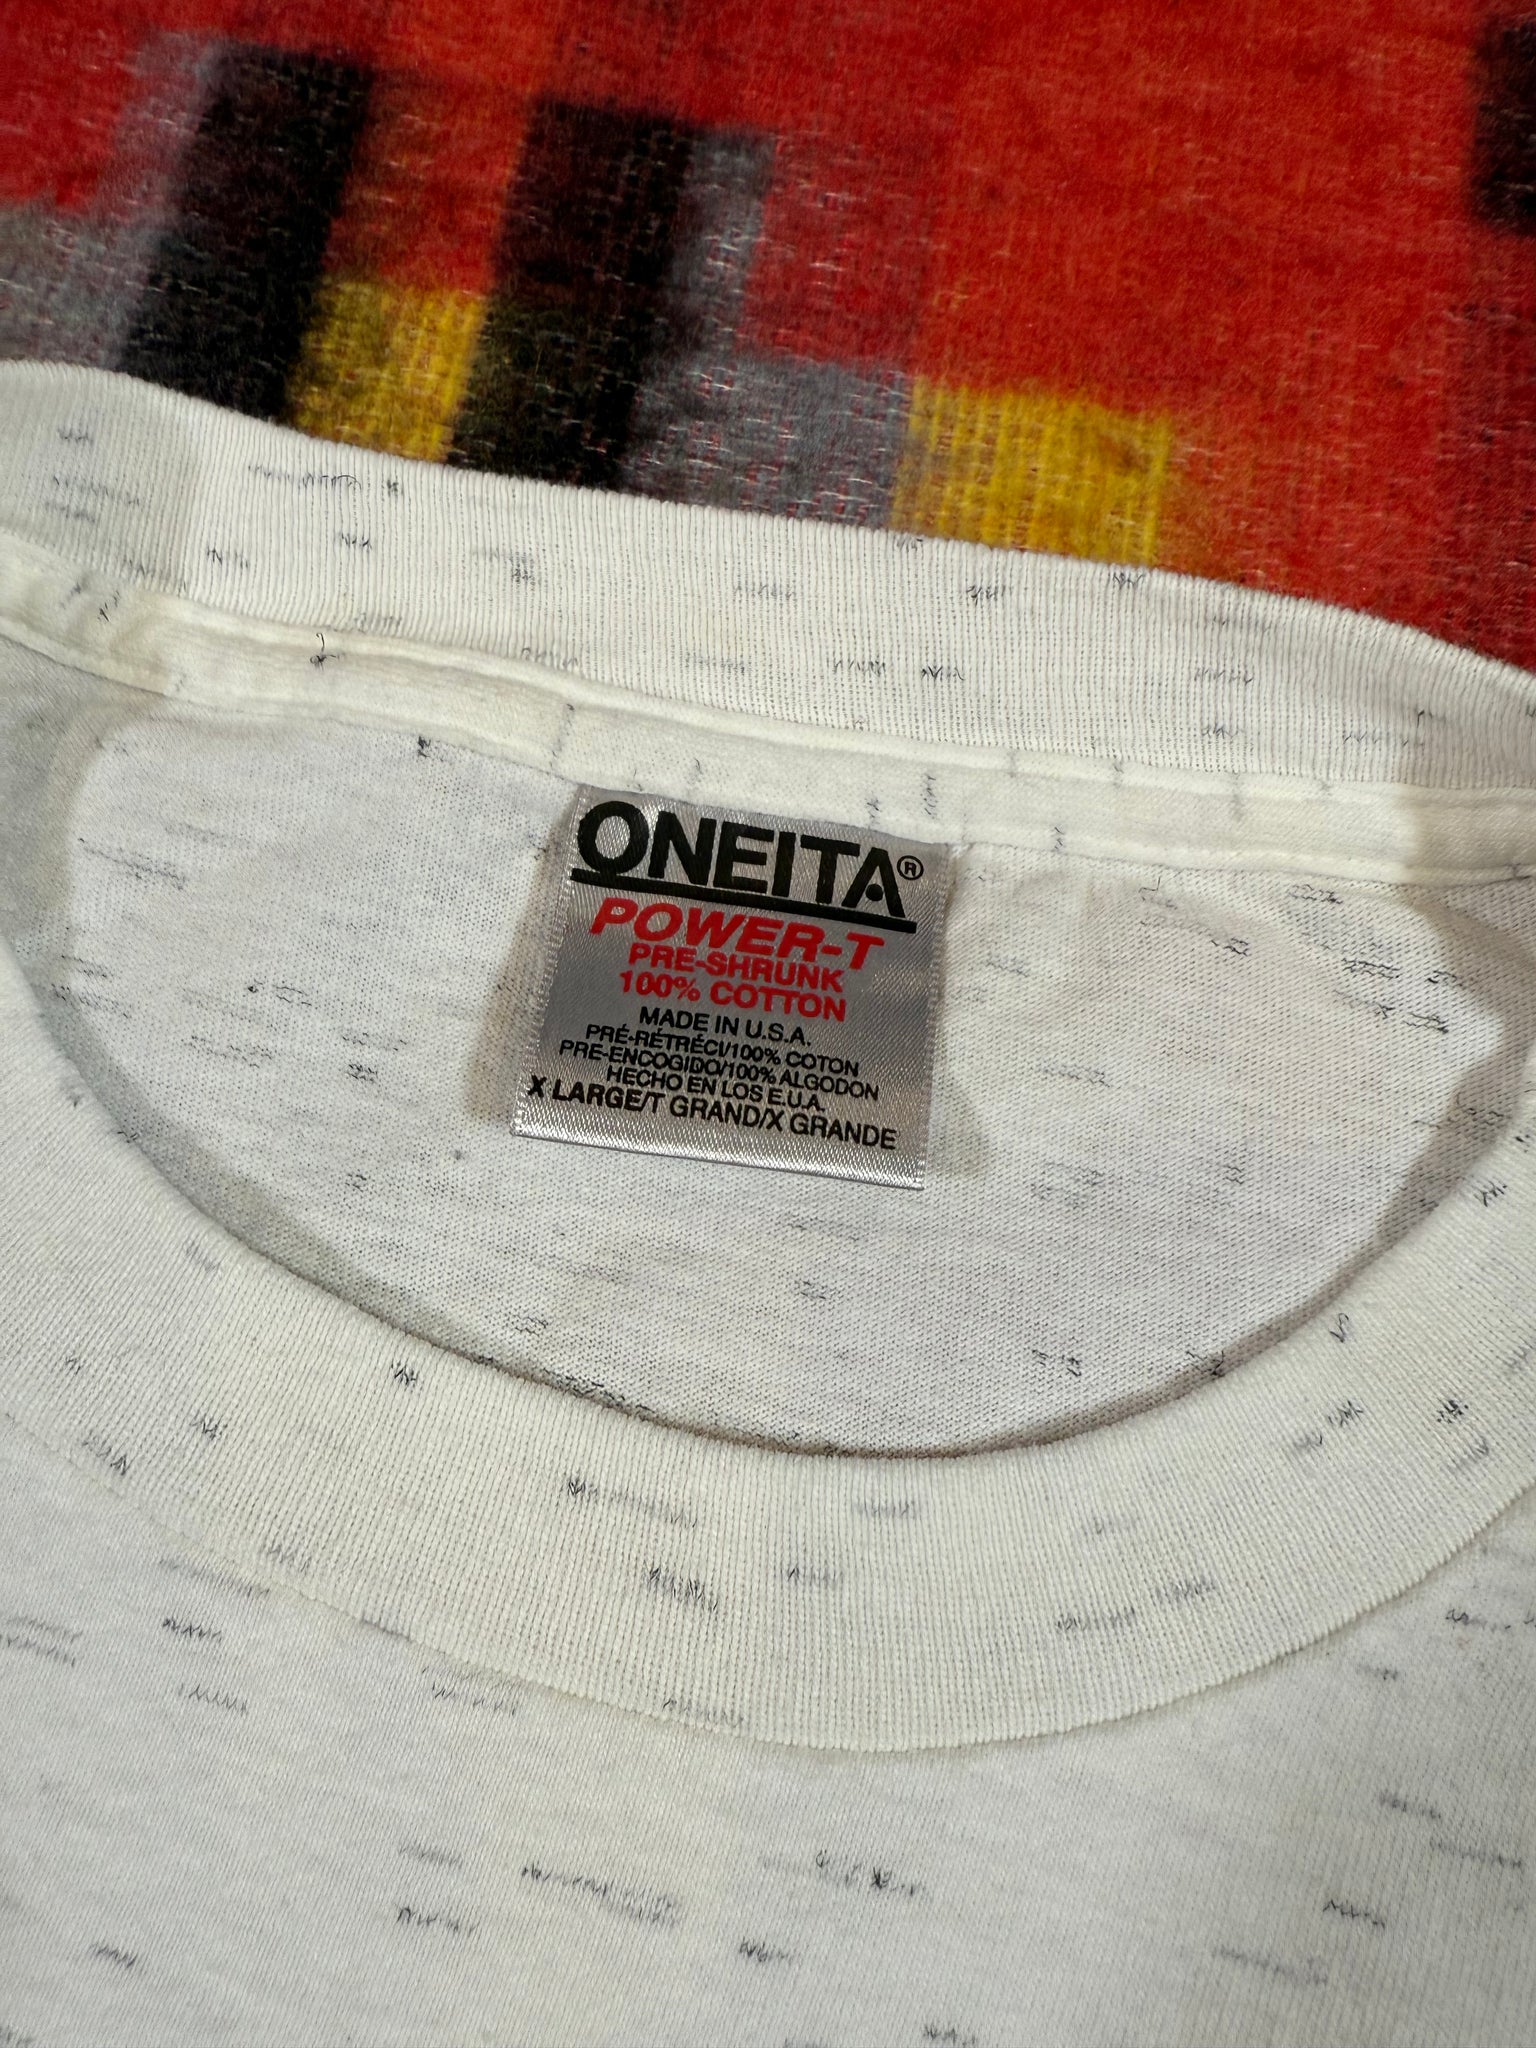 ONEITA®
POWER-T
PRE-SHRUNK
100% COTTON
MADE IN U.S.A.
PRÉ-RÉTRÉCI/100% COTON
PRE-ENCOGIDO/100% ALGODON
HECHO EN LOS E.U.A.
X LARGE/T GRAND/X GRANDE